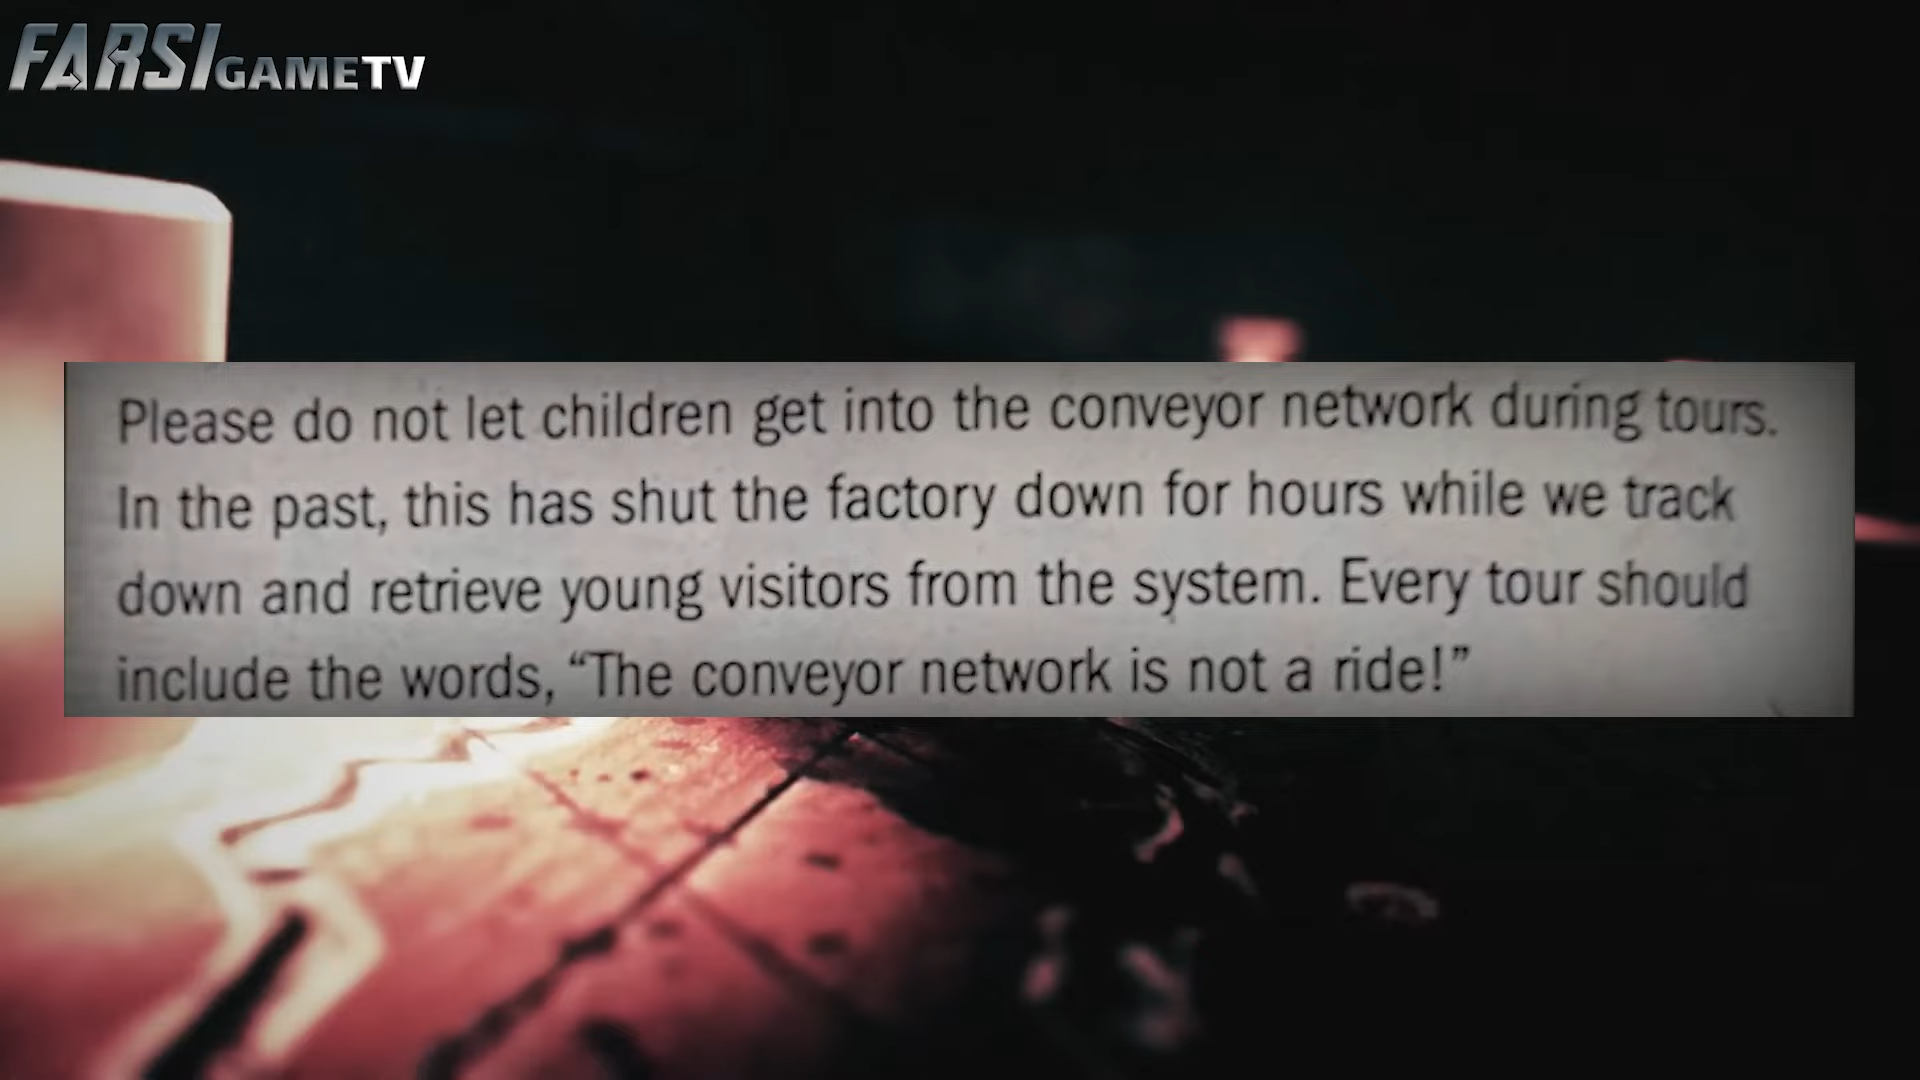 FARSIGAMETV
Please do not let children get into the conveyor network during tours.
In the past, this has shut the factory down for hours while we track
down and retrieve young visitors from the system. Every tour should
include the words, “The conveyor network is not a ride!”